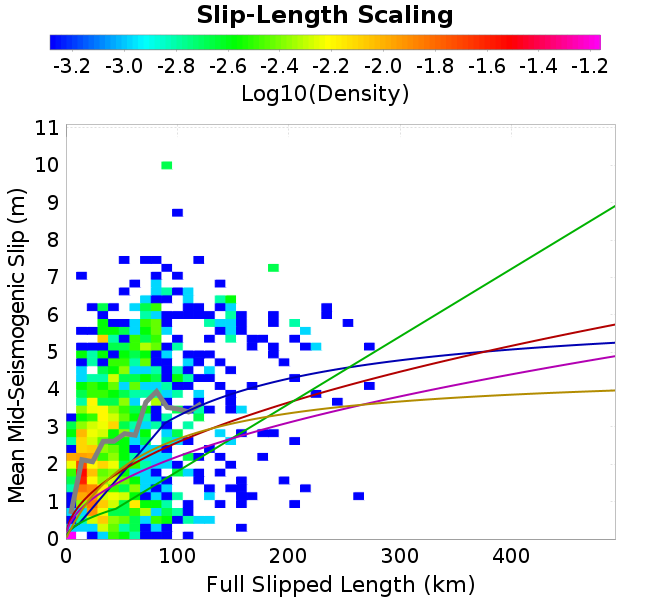 Slip-Length Scaling
-3.2 -3.0 -2.8 -2.6 -2.4 -2.2 -2.0 -1.8 -1.6 -1.4 -1.2
Log10(Density)
11
10
9
8
7
6
5
4
3
2
1
0
Mean Mid-Seismogenic Slip (m)
0 100 200 300 400
Full Slipped Length (km)